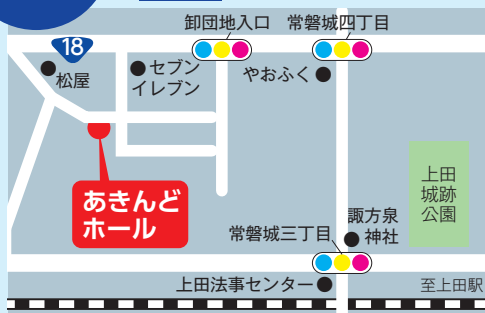 卸団地入口
常磐城四丁目
18
松屋
セブン
イレブン
やおふく
あきんど
ホール
上田
城跡
公園
諏方泉
神社
常磐城三丁目
上田法事センター
至上田駅